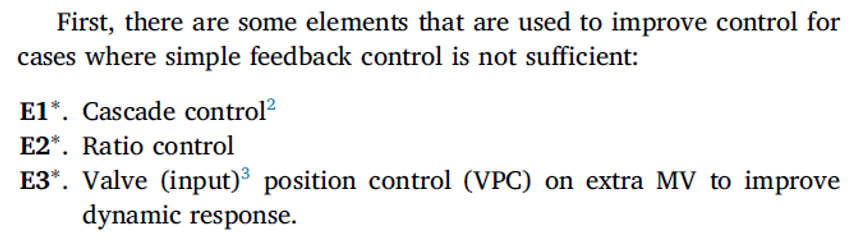 First, there are some elements that are used to improve control for
cases where simple feedback control is not sufficient:
E1*. Cascade control²
E2*. Ratio control
E3*. Valve (input)³ position control (VPC) on extra MV to improve
dynamic response.